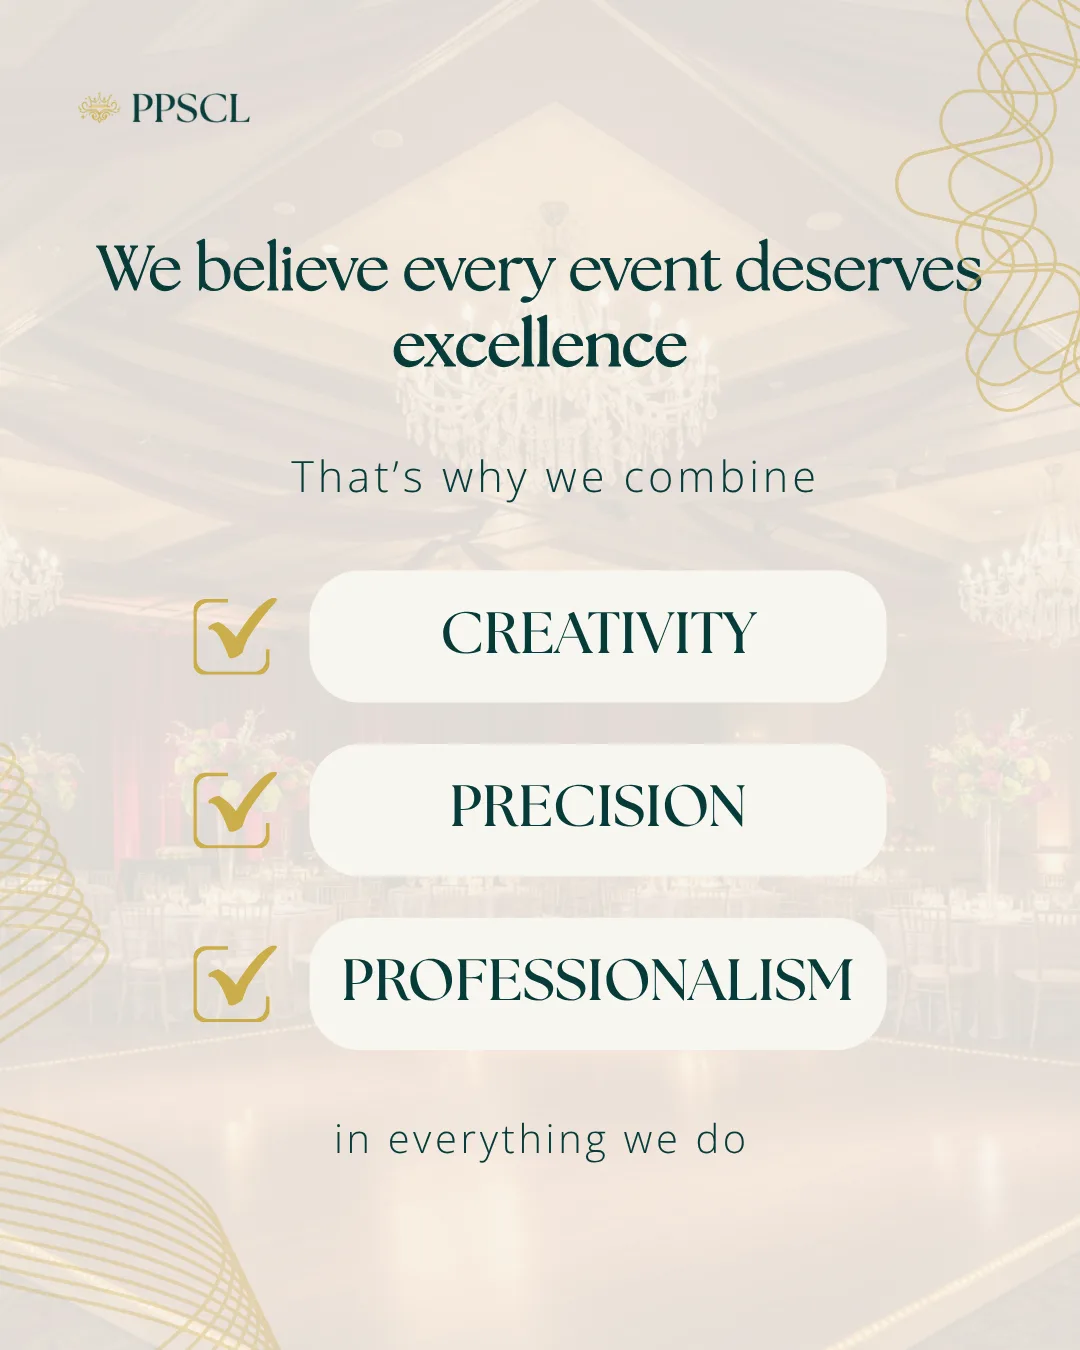 PPSCL
We believe every event deserves
excellence
That’s why we combine
CREATIVITY
PRECISION
PROFESSIONALISM
in everything we do